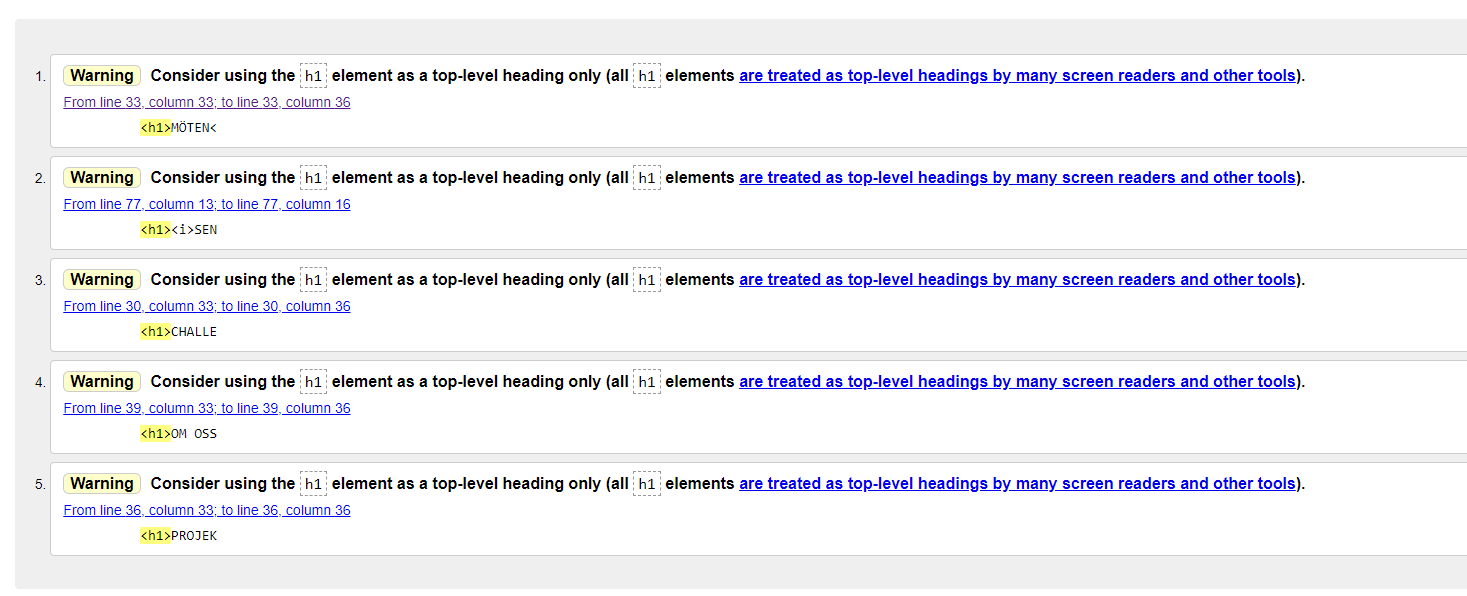 1. Warning Consider using the h1 element as a top-level heading only (all h1 elements are treated as top-level headings by many screen readers and other tools).
From line 33, column 33; to line 33, column 36
<h1>MÖTEN<
2. Warning Consider using the h1 element as a top-level heading only (all h1 elements are treated as top-level headings by many screen readers and other tools).
From line 77, column 13; to line 77, column 16
<h1><i>SEN
3. Warning Consider using the h1 element as a top-level heading only (all h1 elements are treated as top-level headings by many screen readers and other tools).
From line 30, column 33; to line 30, column 36
<h1>CHALLE
4. Warning Consider using the h1 element as a top-level heading only (all h1 elements are treated as top-level headings by many screen readers and other tools).
From line 39, column 33; to line 39, column 36
<h1>OM OSS
5. Warning Consider using the h1 element as a top-level heading only (all h1 elements are treated as top-level headings by many screen readers and other tools).
From line 36, column 33; to line 36, column 36
<h1>PROJEK